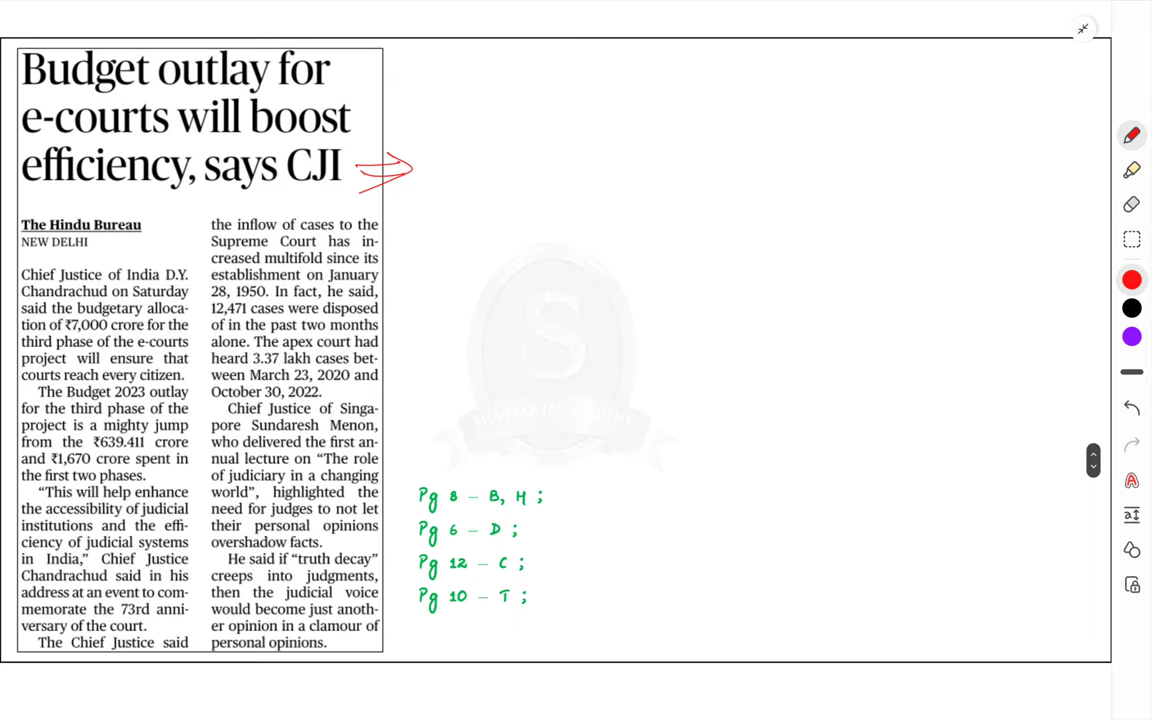 Budget outlay for
e-courts will boost
efficiency, says CJI
The Hindu Bureau
NEW DELHI
Chief Justice of India D.Y.
Chandrachud on Saturday
said the budgetary alloca-
tion of ₹7,000 crore for the
third phase of the e-courts
project will ensure that
courts reach every citizen.
The Budget 2023 outlay
for the third phase of the
project is a mighty jump
from the ₹639.411 crore
and ₹1,670 crore spent in
the first two phases.
“This will help enhance
the accessibility of judicial
institutions and the effi-
ciency of judicial systems
in India,” Chief Justice
Chandrachud said in his
address at an event to com-
memorate the 73rd anni-
versary of the court.
The Chief Justice said
the inflow of cases to the
Supreme Court has in-
creased multifold since its
establishment on January
28, 1950. In fact, he said,
12,471 cases were disposed
of in the past two months
alone. The apex court had
heard 3.37 lakh cases bet-
ween March 23, 2020 and
October 30, 2022.
Chief Justice of Singa-
pore Sundaresh Menon,
who delivered the first an-
nual lecture on “The role
of judiciary in a changing
world”, highlighted the
need for judges to not let
their personal opinions
overshadow facts.
He said if “truth decay”
creeps into judgments,
then the judicial voice
would become just anoth-
er opinion in a clamour of
personal opinions.
S
SHANKAR IAS ACADEMY
Pg 8 – B, H ;
Pg 6 – D ;
Pg 12 – C ;
Pg 10 – T ;
A
aI